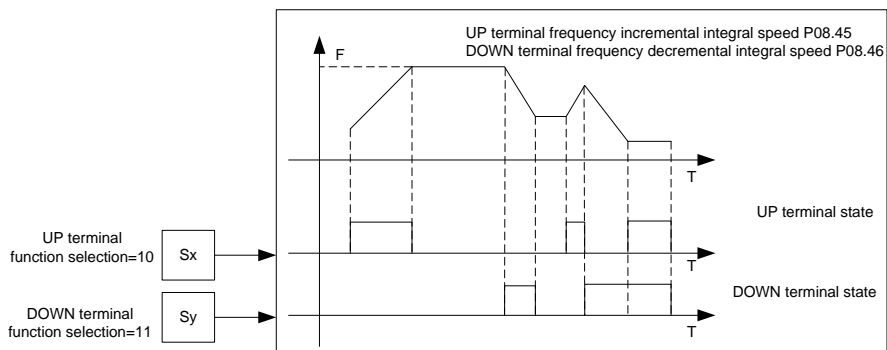 UP terminal frequency incremental integral speed P08.45
DOWN terminal frequency decremental integral speed P08.46
F
T
UP terminal state
UP terminal
function selection=10
Sx
T
DOWN terminal state
DOWN terminal
function selection=11
Sy
T